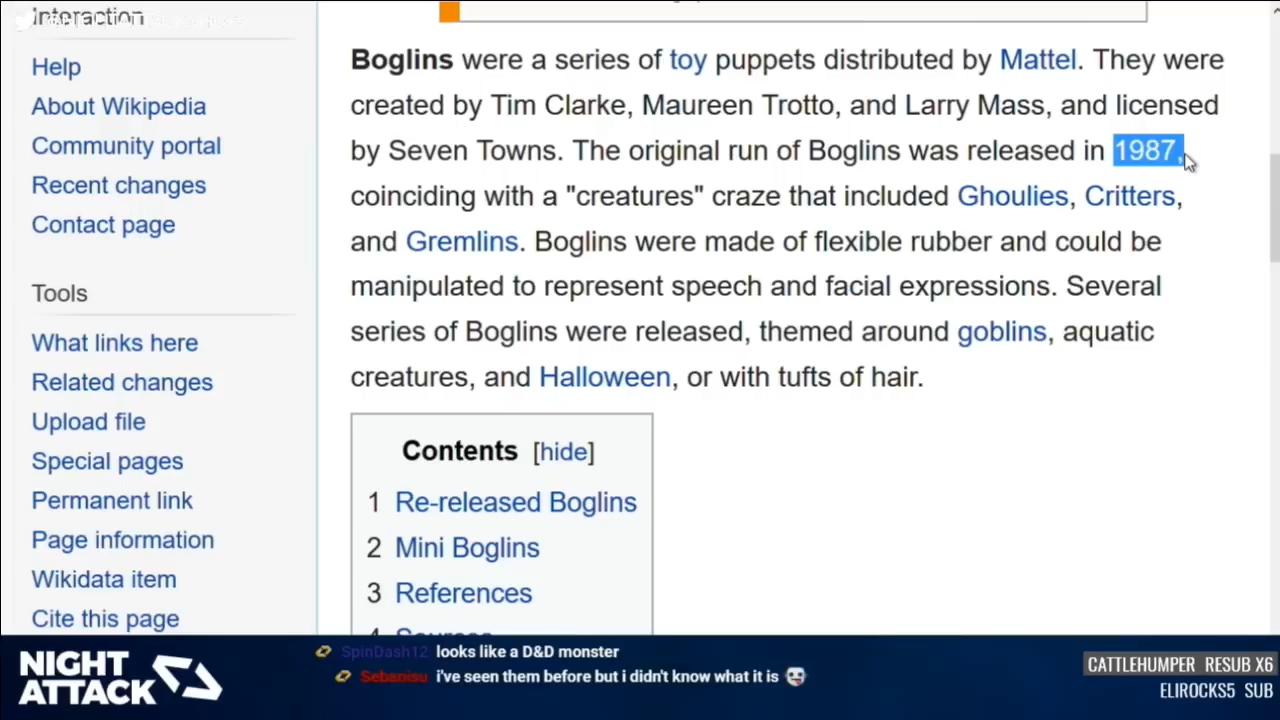 Interaction
Help
About Wikipedia
Community portal
Recent changes
Contact page
Tools
What links here
Related changes
Upload file
Special pages
Permanent link
Page information
Wikidata item
Cite this page
Boglins were a series of toy puppets distributed by Mattel. They were
created by Tim Clarke, Maureen Trotto, and Larry Mass, and licensed
by Seven Towns. The original run of Boglins was released in 1987,
coinciding with a "creatures" craze that included Ghoulies, Critters,
and Gremlins. Boglins were made of flexible rubber and could be
manipulated to represent speech and facial expressions. Several
series of Boglins were released, themed around goblins, aquatic
creatures, and Halloween, or with tufts of hair.
Contents [hide]
1 Re-released Boglins
2 Mini Boglins
3 References
4 Sources
NIGHT
ATTACK
SpinDash12 looks like a D&D monster
Sebanisu i've seen them before but i didn't know what it is
CATTLEHUMPER RESUB X6
ELIROCKS5 SUB